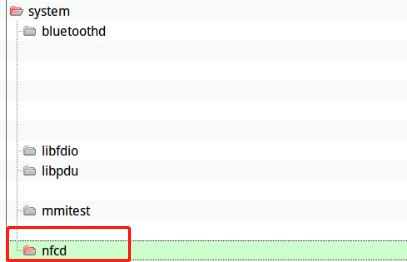 system
bluetoothd
libfdio
libpdu
mmitest
nfcd